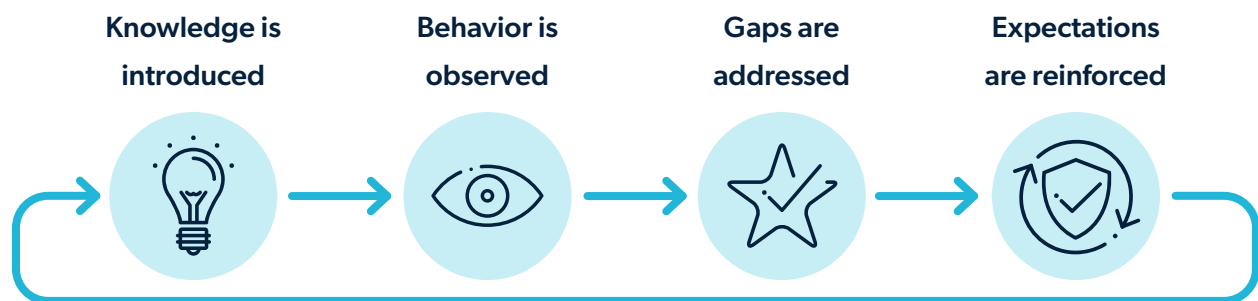 Knowledge is
introduced
Behavior is
observed
Gaps are
addressed
Expectations
are reinforced